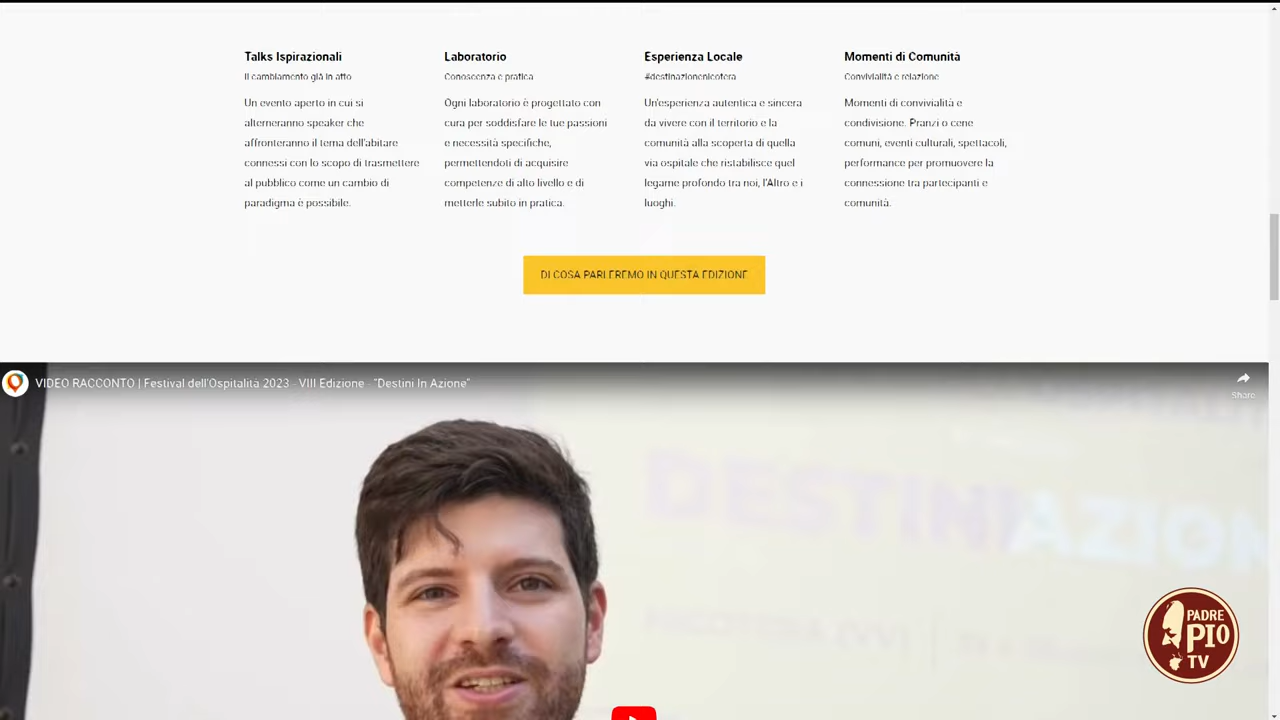 Talks Ispirazionali
Il cambiamento già in atto
Un evento aperto in cui si
alterneranno speaker che
affronteranno il tema dell'abitare
connessi con lo scopo di trasmettere
al pubblico come un cambio di
paradigma è possibile.
Laboratorio
Conoscenza e pratica
Ogni laboratorio è progettato con
cura per soddisfare le tue passioni
e necessità specifiche,
permettendoti di acquisire
competenze di alto livello e di
metterle subito in pratica.
Esperienza Locale
#destinazionenicotera
Un'esperienza autentica e sincera
da vivere con il territorio e la
comunità alla scoperta di quella
via ospitale che ristabilisce quel
legame profondo tra noi, l'Altro e i
luoghi.
Momenti di Comunità
Convivialità e relazione
Momenti di convivialità e
condivisione. Pranzi o cene
comuni, eventi culturali, spettacoli,
performance per promuovere la
connessione tra partecipanti e
comunità.
DI COSA PARLEREMO IN QUESTA EDIZIONE
VIDEO RACCONTO | Festival dell'Ospitalità 2023 - VIII Edizione - "Destini In Azione"
Share
DESTINI AZION
PADRE
PIO
TV